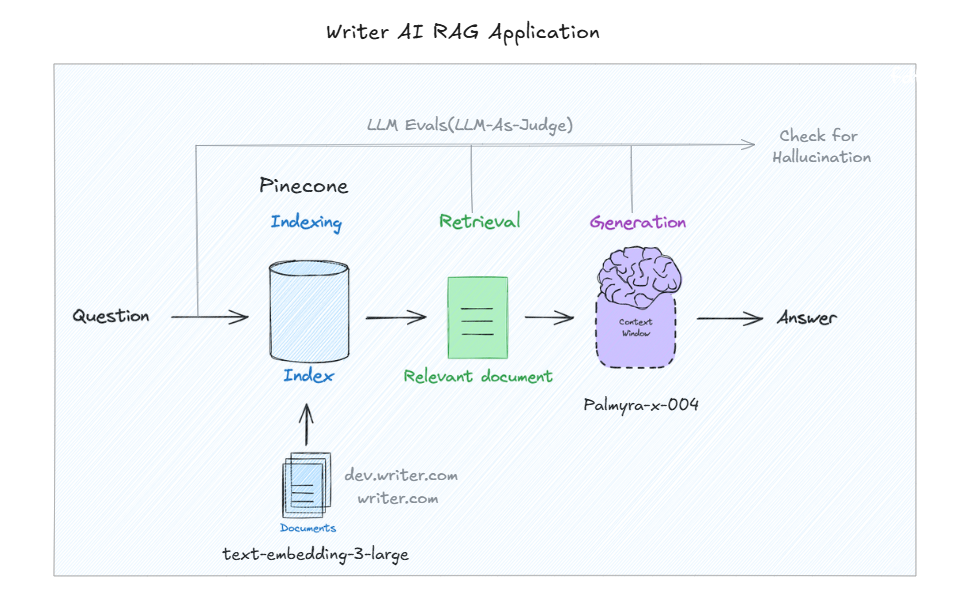 Writer AI RAG Application
LLM Evals(LLM-As-Judge)
Check for
Hallucination
Pinecone
Indexing
Retrieval
Generation
Question
Context
Window
Answer
Index
Relevant document
Palmyra-x-004
dev.writer.com
writer.com
Documents
text-embedding-3-large